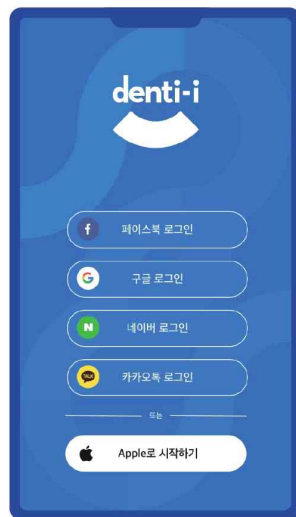 denti-i
페이스북 로그인
구글 로그인
네이버 로그인
TALK
카카오톡 로그인
또는
Apple로 시작하기